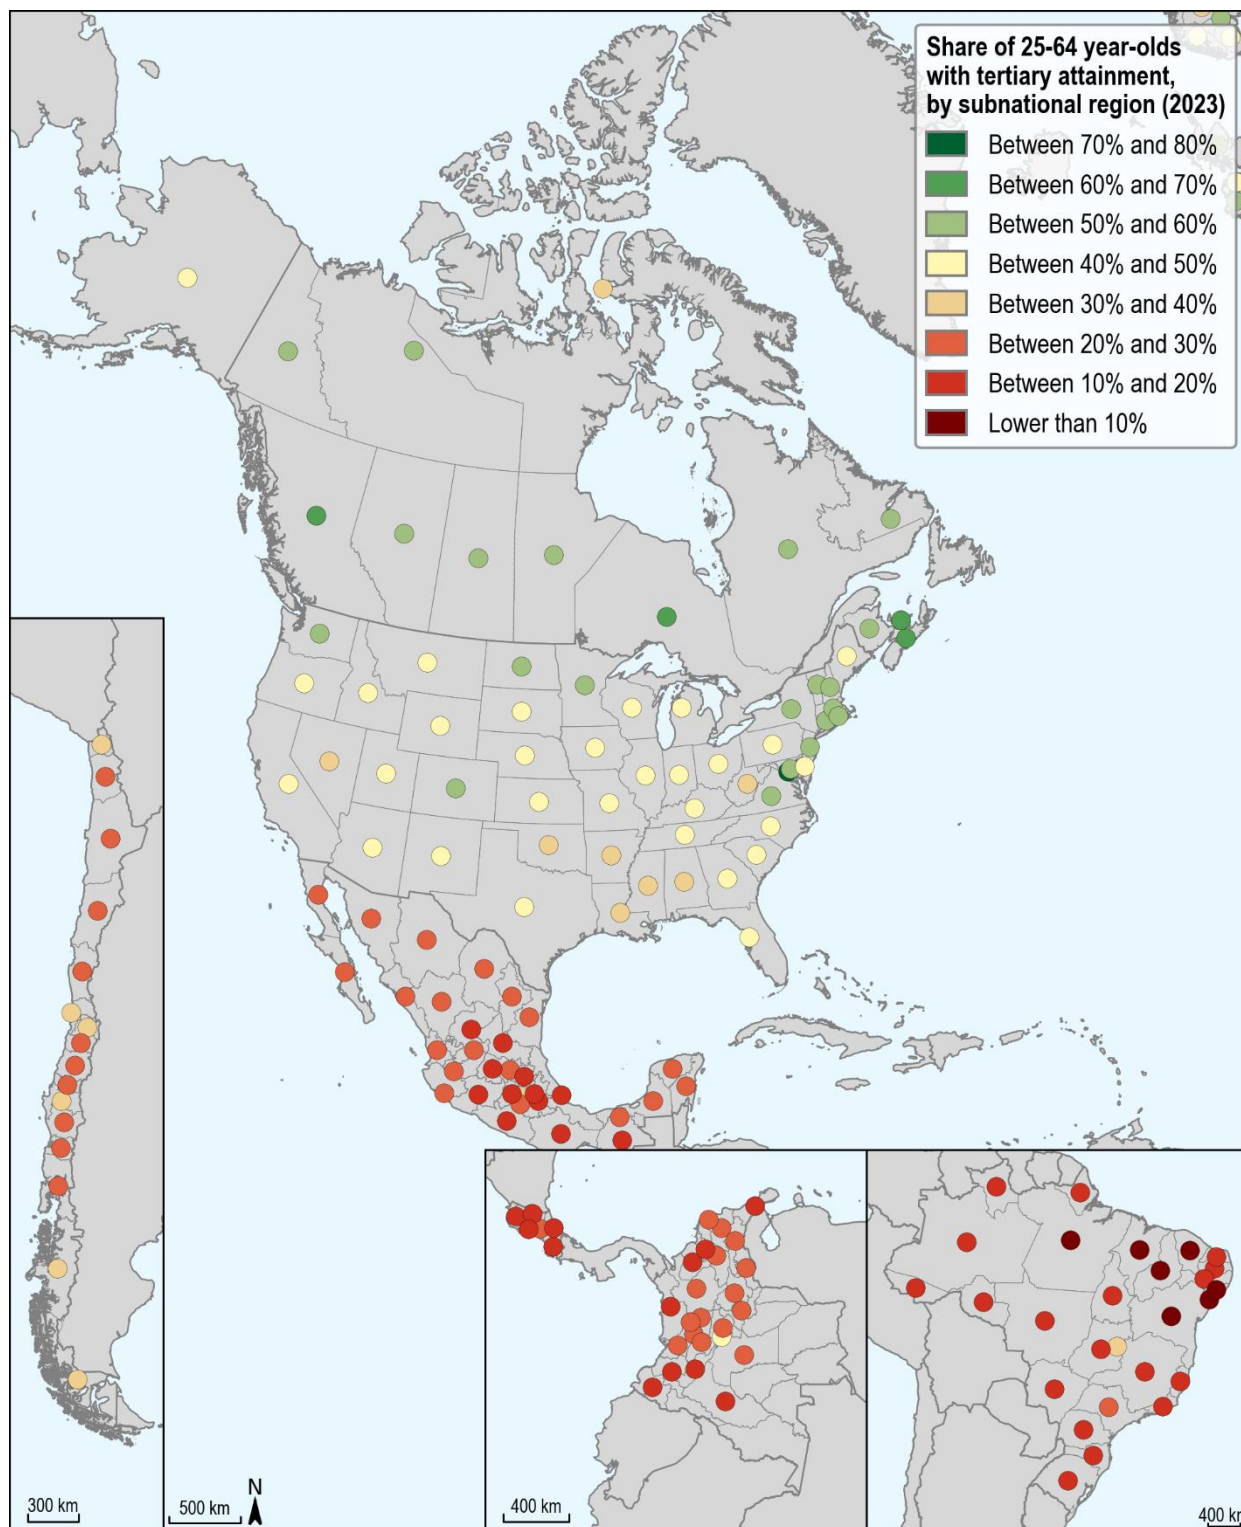 Share of 25-64 year-olds
with tertiary attainment,
by subnational region (2023)
Between 70% and 80%
Between 60% and 70%
Between 50% and 60%
Between 40% and 50%
Between 30% and 40%
Between 20% and 30%
Between 10% and 20%
Lower than 10%
300 km
500 km
N
400 km
400 km